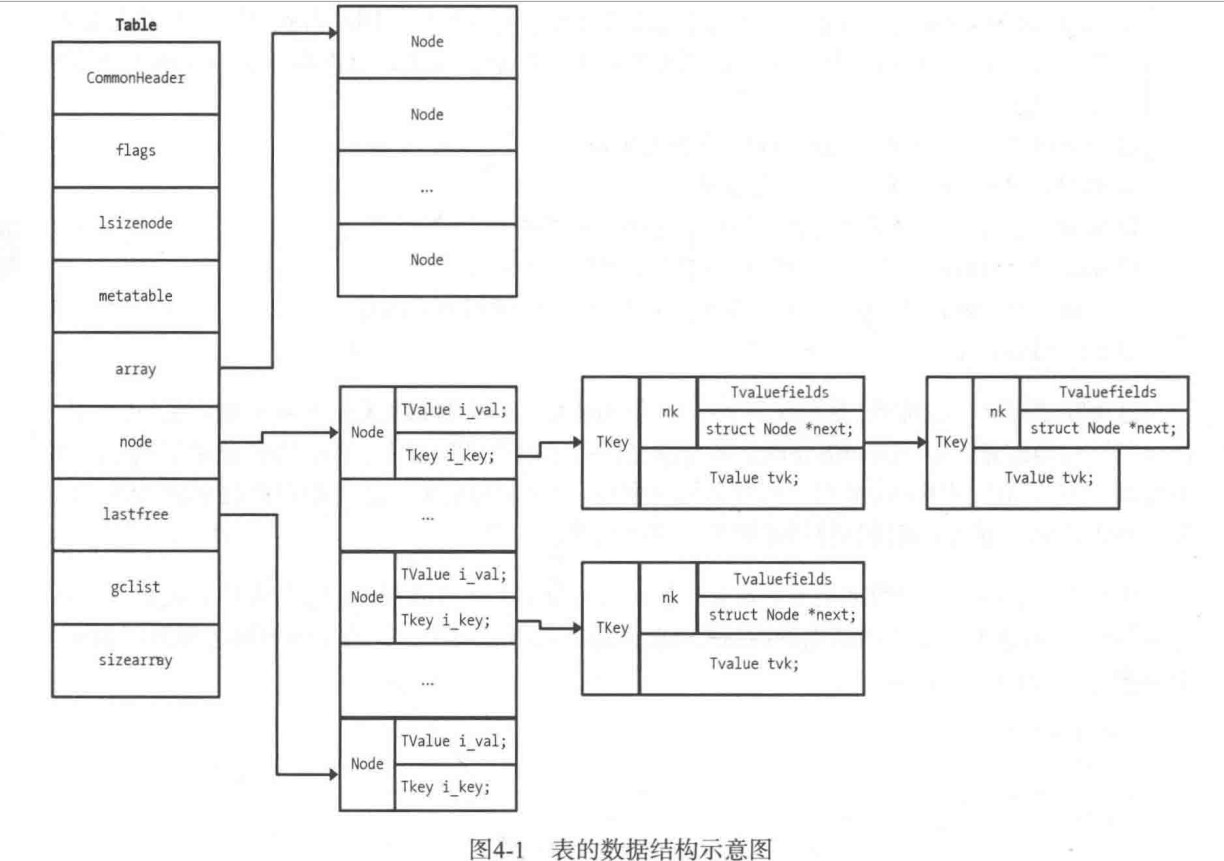 Table
CommonHeader
flags
lsizenode
metatable
array
node
lastfree
gclist
sizearray
Node
Node
...
Node
Node
TValue i_val;
Tkey i_key;
...
Node
TValue i_val;
Tkey i_key;
...
Node
TValue i_val;
Tkey i_key;
TKey
nk
Tvaluefields
struct Node *next;
Tvalue tvk;
TKey
nk
Tvaluefields
struct Node *next;
Tvalue tvk;
TKey
nk
Tvaluefields
struct Node *next;
Tvalue tvk;
图4-1 表的数据结构示意图